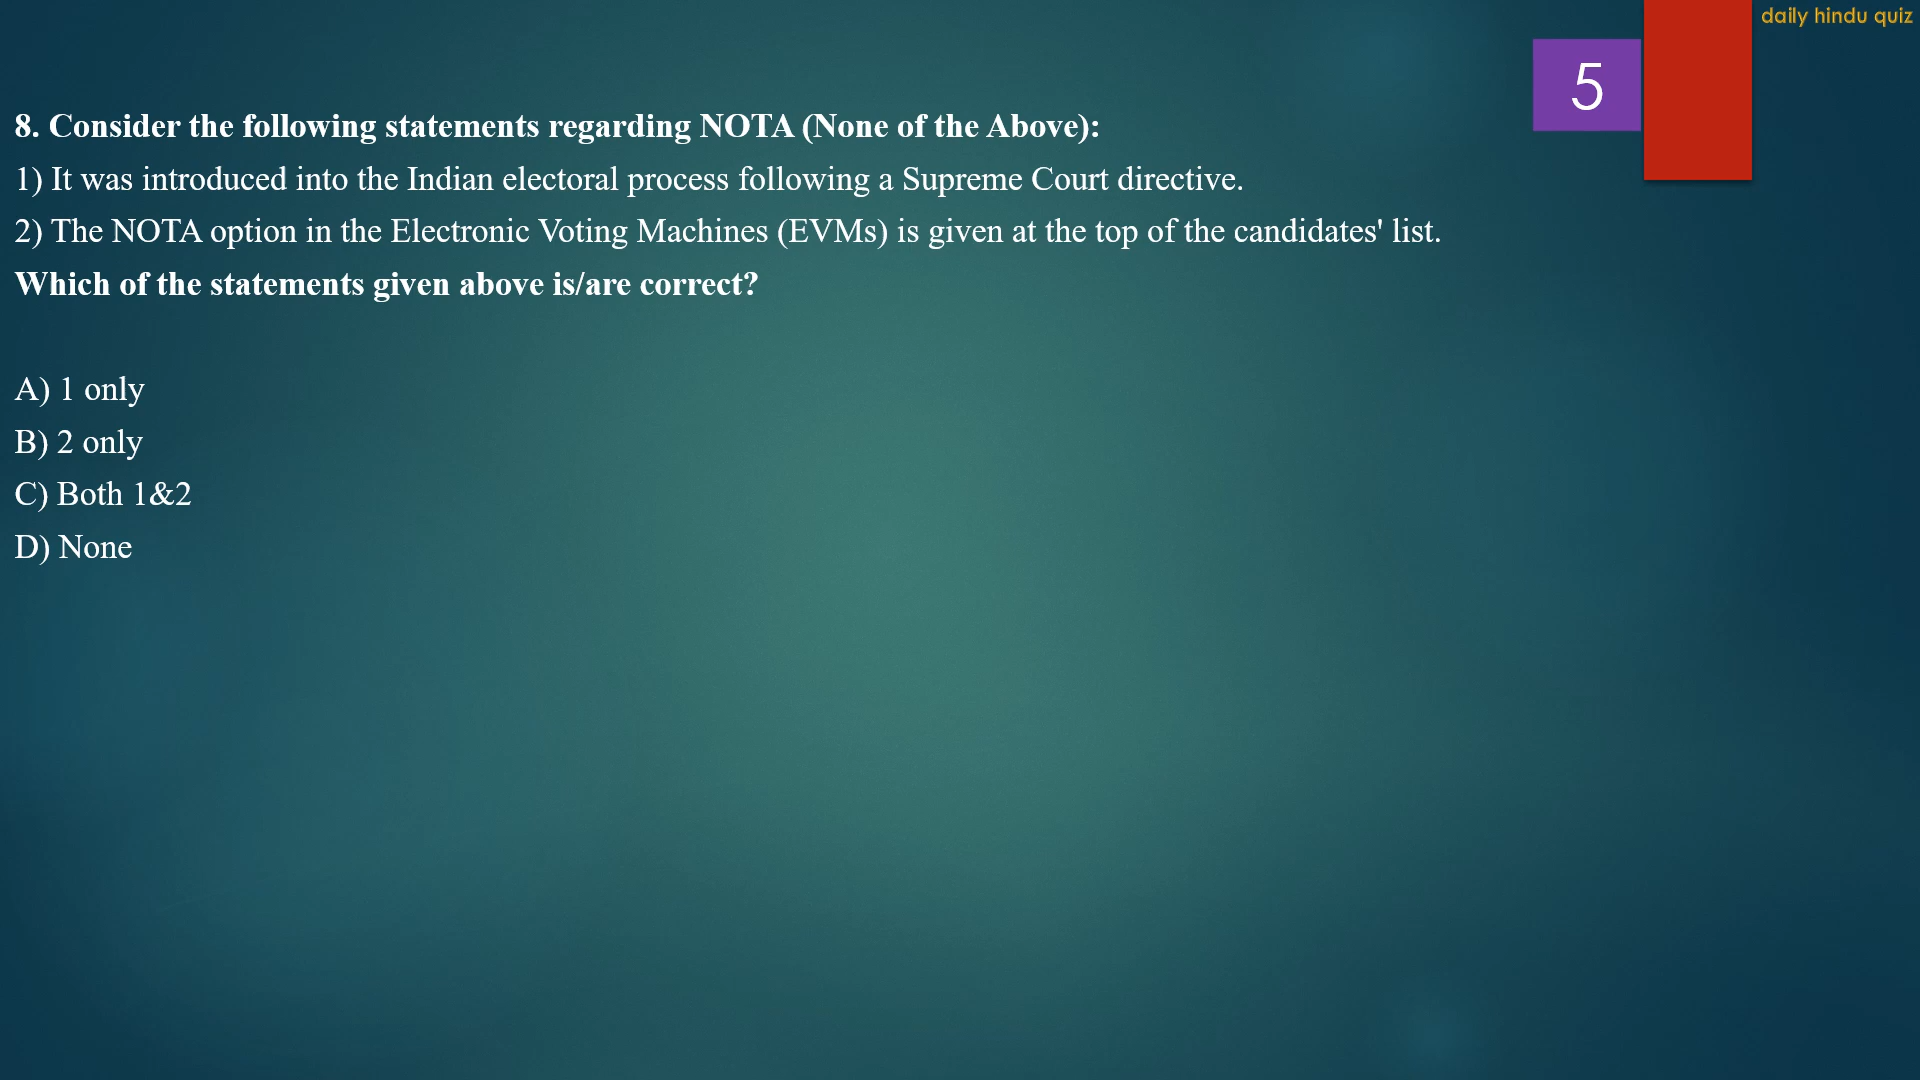 daily hindu quiz
5
8. Consider the following statements regarding NOTA (None of the Above):
1) It was introduced into the Indian electoral process following a Supreme Court directive.
2) The NOTA option in the Electronic Voting Machines (EVMs) is given at the top of the candidates' list.
Which of the statements given above is/are correct?
A) 1 only
B) 2 only
C) Both 1&2
D) None